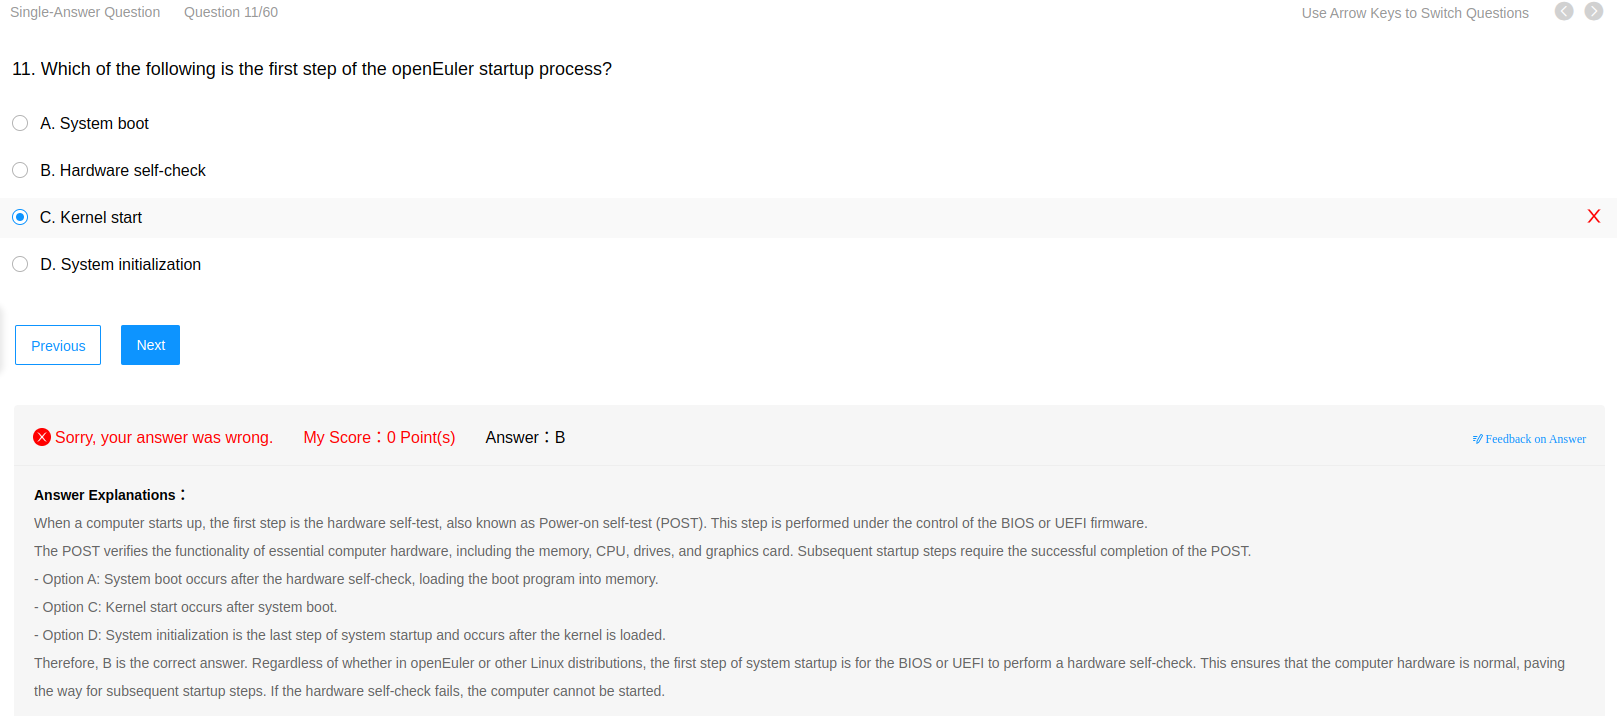 Single-Answer Question Question 11/60 Use Arrow Keys to Switch Questions
11. Which of the following is the first step of the openEuler startup process?
A. System boot
B. Hardware self-check
C. Kernel start
D. System initialization
Previous Next
Sorry, your answer was wrong. My Score：0 Point(s) Answer：B Feedback on Answer
Answer Explanations：
When a computer starts up, the first step is the hardware self-test, also known as Power-on self-test (POST). This step is performed under the control of the BIOS or UEFI firmware.
The POST verifies the functionality of essential computer hardware, including the memory, CPU, drives, and graphics card. Subsequent startup steps require the successful completion of the POST.
- Option A: System boot occurs after the hardware self-check, loading the boot program into memory.
- Option C: Kernel start occurs after system boot.
- Option D: System initialization is the last step of system startup and occurs after the kernel is loaded.
Therefore, B is the correct answer. Regardless of whether in openEuler or other Linux distributions, the first step of system startup is for the BIOS or UEFI to perform a hardware self-check. This ensures that the computer hardware is normal, paving
the way for subsequent startup steps. If the hardware self-check fails, the computer cannot be started.